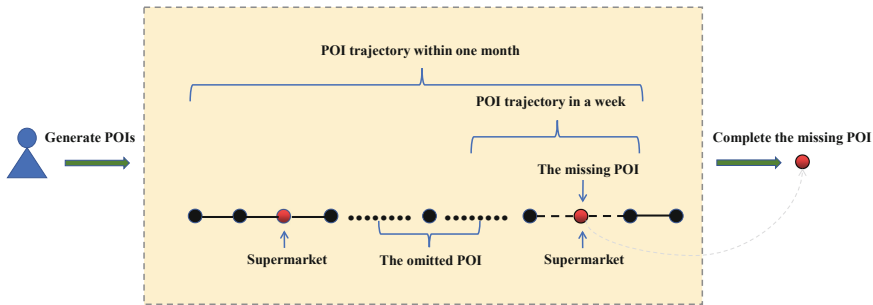 POI trajectory within one month
POI trajectory in a week
Generate POIs
Complete the missing POI
The missing POI
Supermarket
The omitted POI
Supermarket